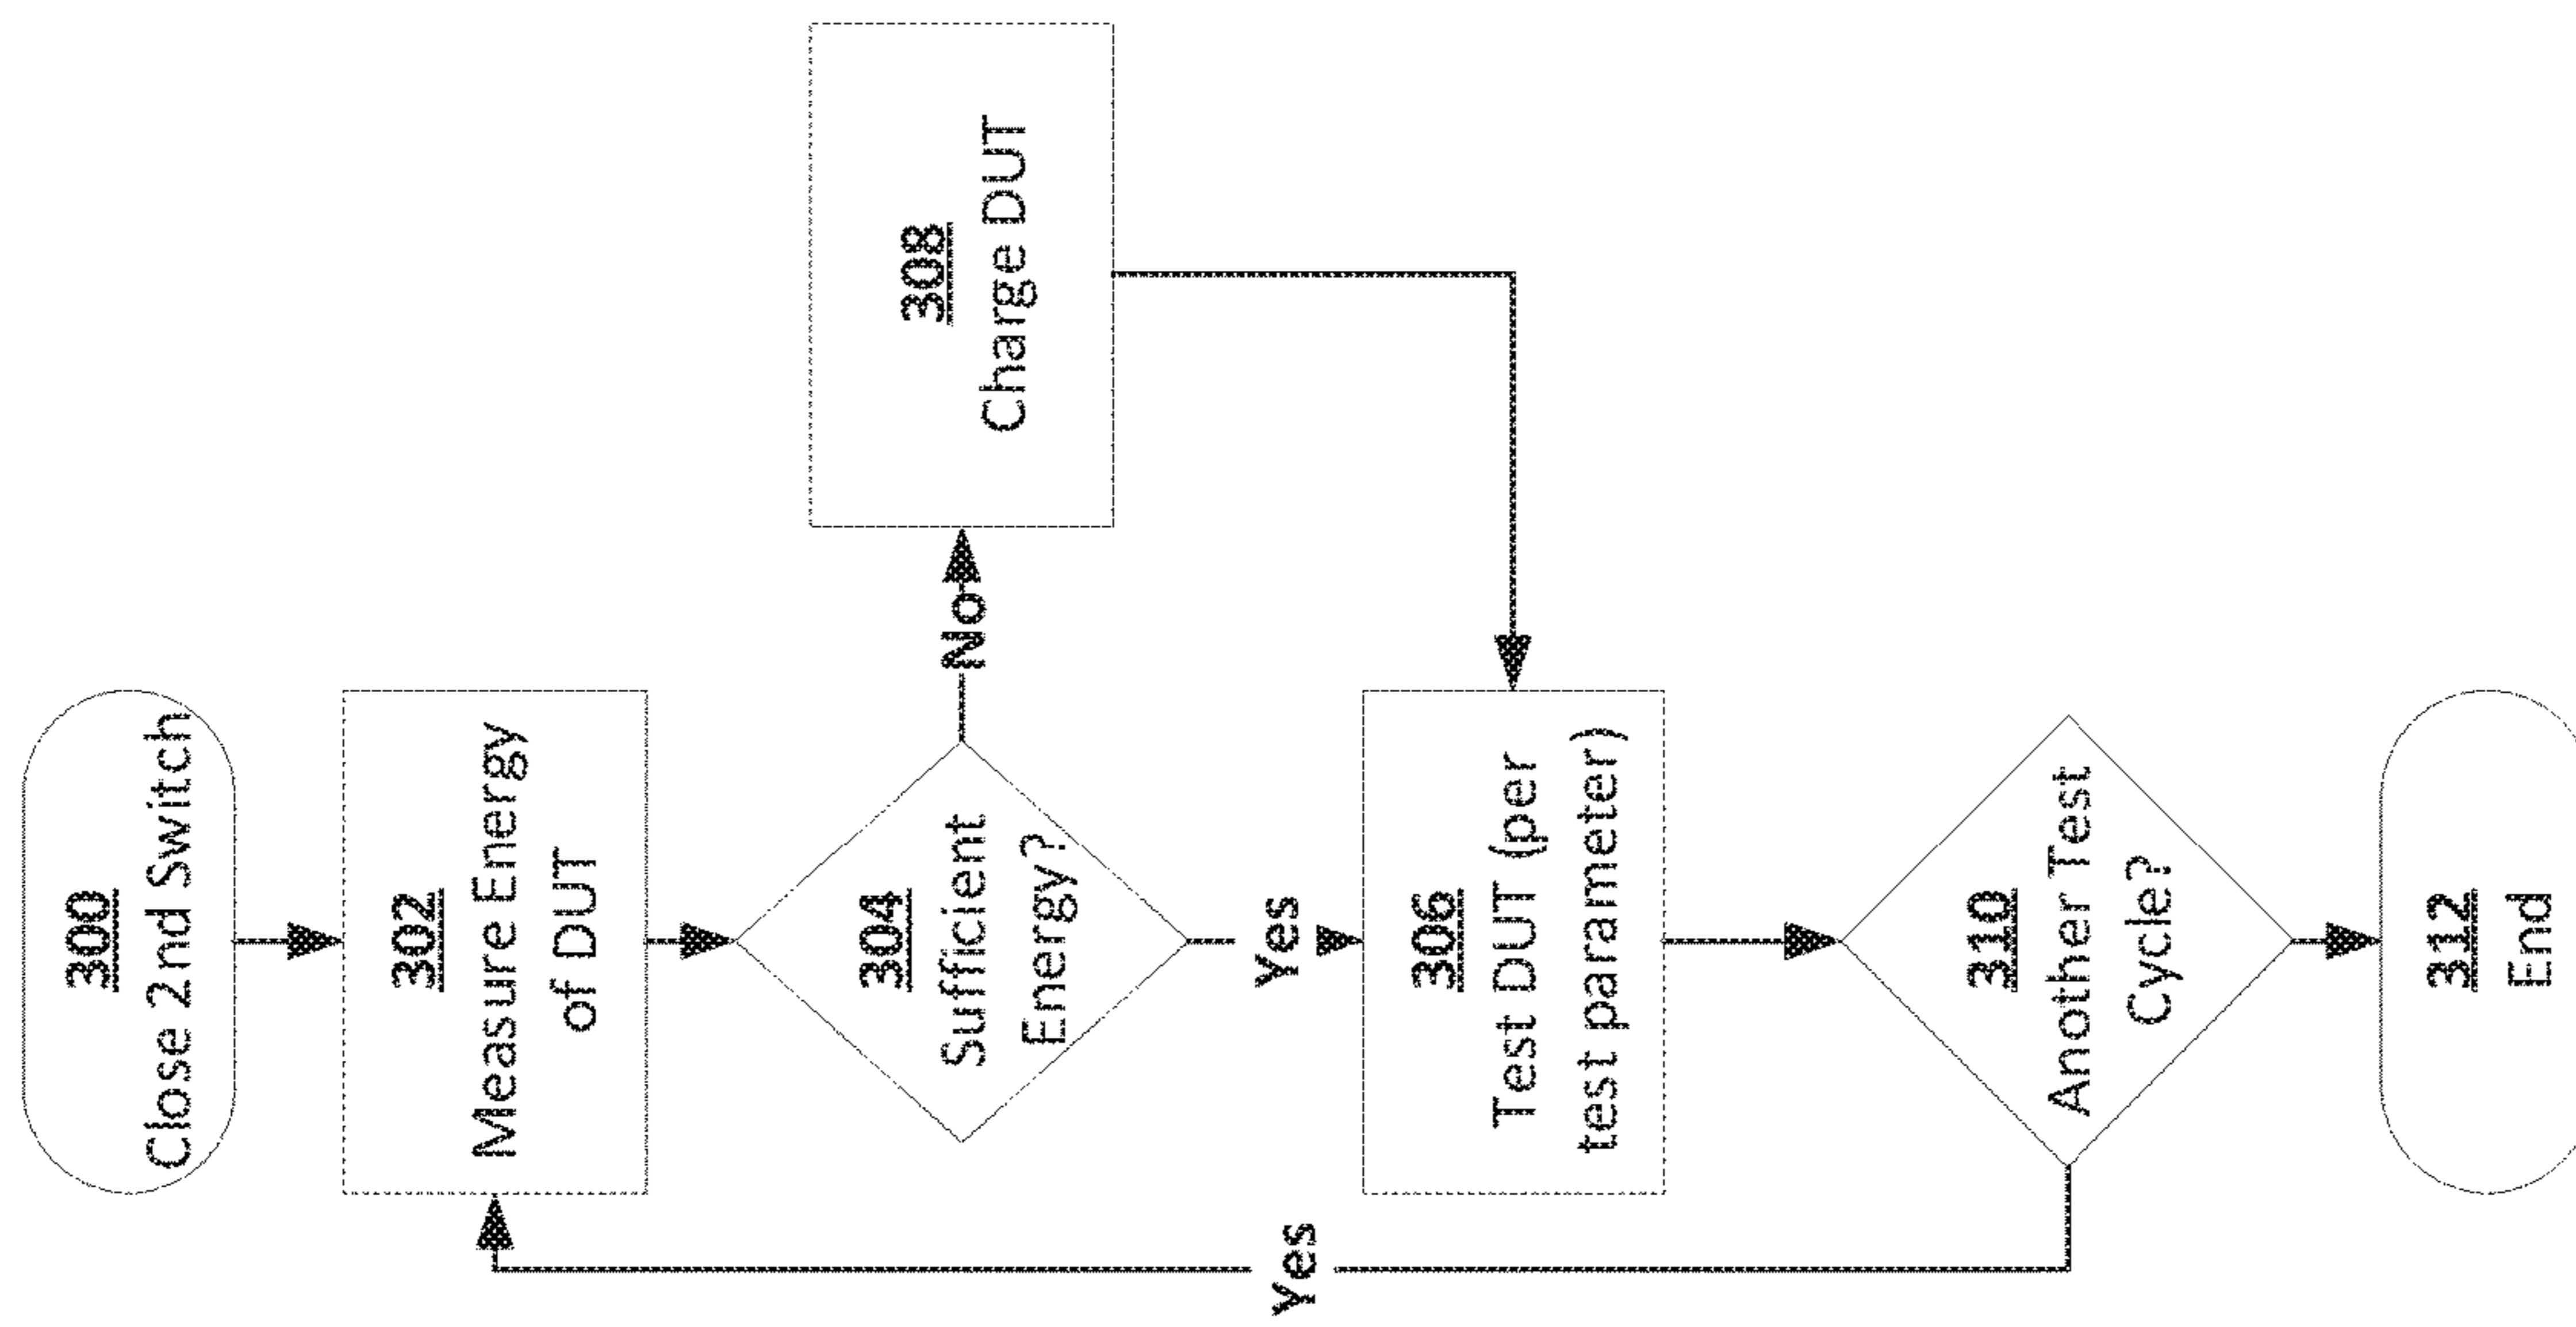 300
Close 2nd Switch
302
Measure Energy
of DUT
304
Sufficient
Energy?
No
308
Charge DUT
Yes
306
Test DUT (per
test parameter)
310
Another Test
Cycle?
Yes
312
End